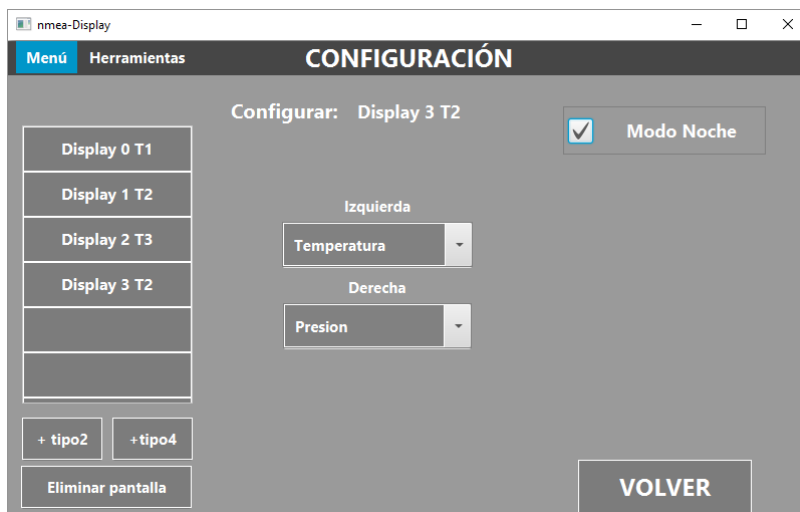 nmea-Display
Menú Herramientas CONFIGURACIÓN
Configurar: Display 3 T2
Modo Noche
Display 0 T1
Display 1 T2
Display 2 T3
Display 3 T2
Izquierda
Temperatura
Derecha
Presion
+ tipo2 +tipo4
Eliminar pantalla
VOLVER